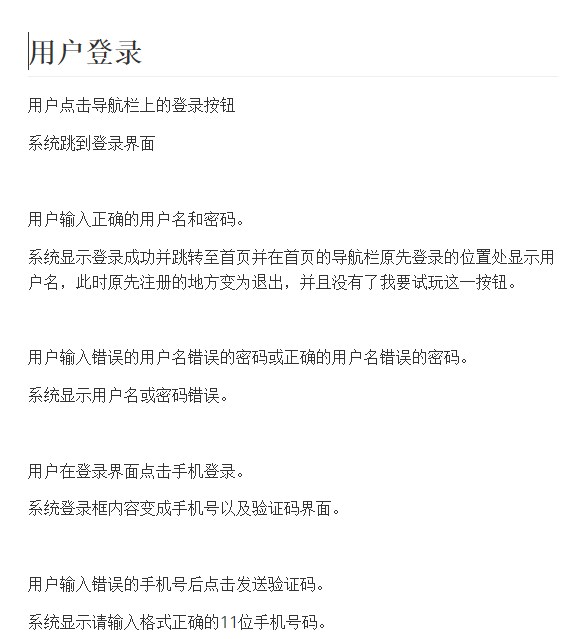 用户登录
用户点击导航栏上的登录按钮
系统跳到登录界面
用户输入正确的用户名和密码。
系统显示登录成功并跳转至首页并在首页的导航栏原先登录的位置处显示用
户名，此时原先注册的地方变为退出，并且没有了我要试玩这一按钮。
用户输入错误的用户名错误的密码或正确的用户名错误的密码。
系统显示用户名或密码错误。
用户在登录界面点击手机登录。
系统登录框内容变成手机号以及验证码界面。
用户输入错误的手机号后点击发送验证码。
系统显示请输入格式正确的11位手机号码。